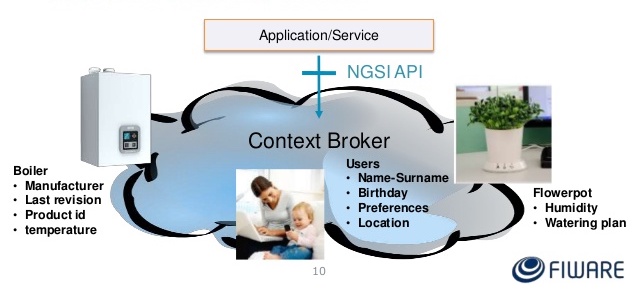 Application/Service
NGSI API
Context Broker
Boiler
• Manufacturer
• Last revision
• Product id
• temperature
Users
• Name-Surname
• Birthday
• Preferences
• Location
Flowerpot
• Humidity
• Watering plan
10
FIWARE